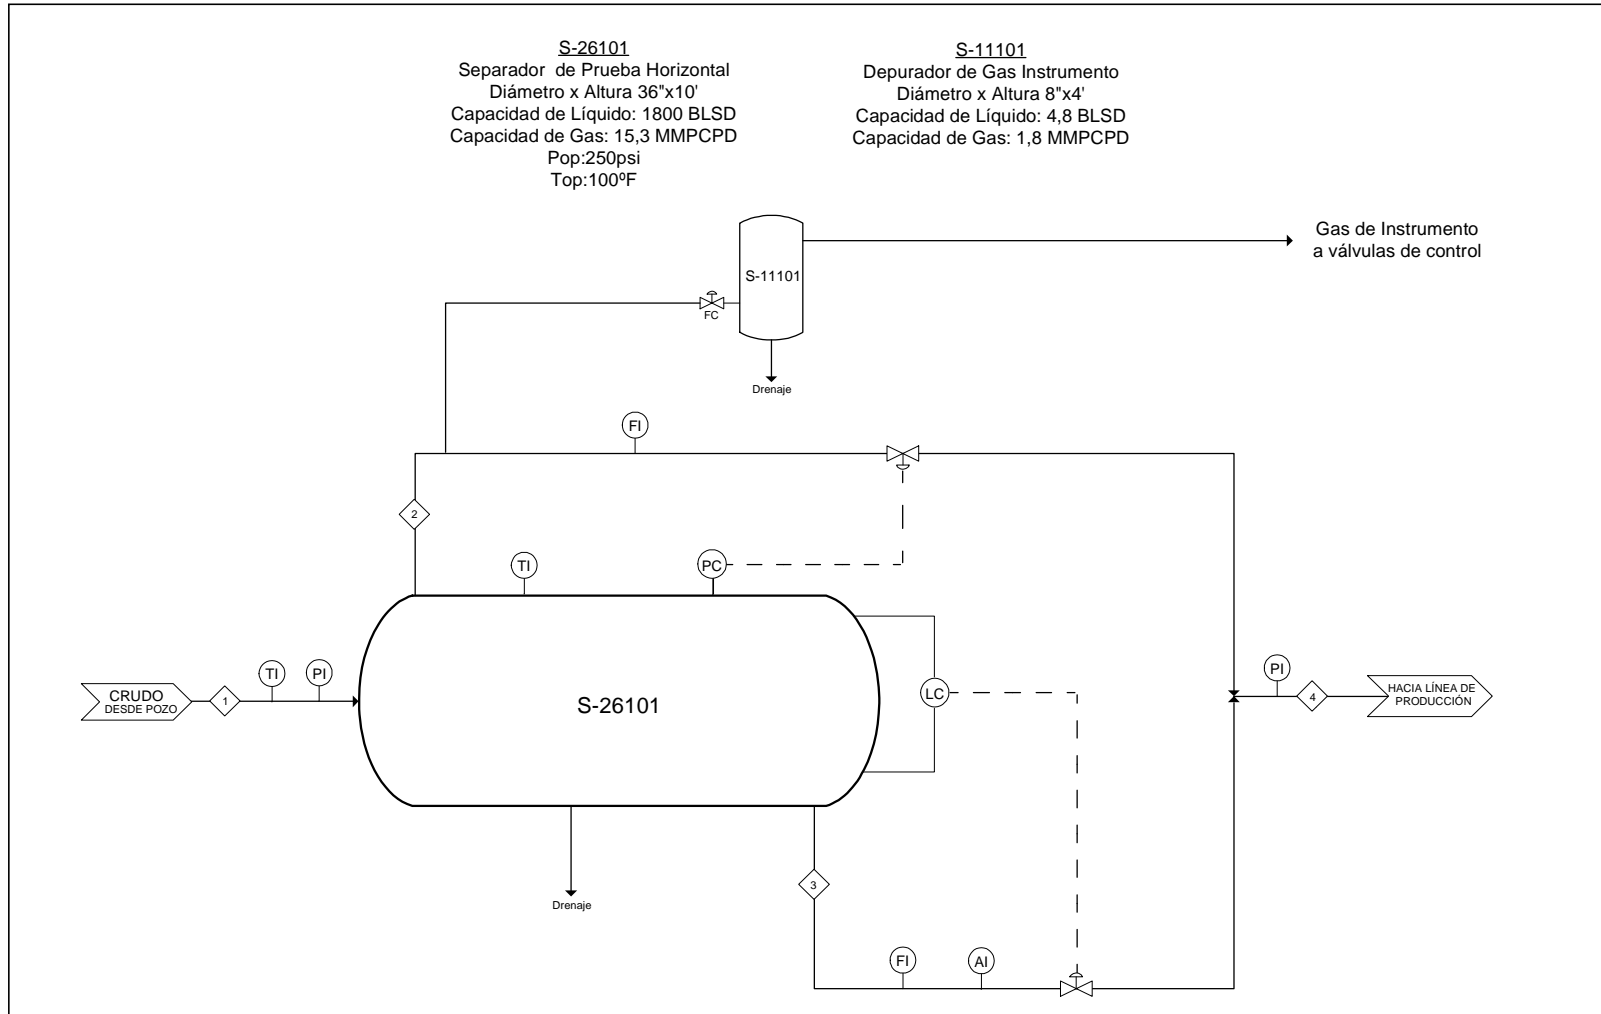 S-26101
Separador de Prueba Horizontal
Diámetro x Altura 36"x10'
Capacidad de Líquido: 1800 BLSD
Capacidad de Gas: 15,3 MMPCPD
Pop:250psi
Top:100ºF
S-11101
Depurador de Gas Instrumento
Diámetro x Altura 8"x4'
Capacidad de Líquido: 4,8 BLSD
Capacidad de Gas: 1,8 MMPCPD
Gas de Instrumento
a válvulas de control
S-11101
FC
Drenaje
FI
2
TI
PC
CRUDO
DESDE POZO
1
TI
PI
S-26101
LC
PI
4
HACIA LÍNEA DE
PRODUCCIÓN
Drenaje
3
FI
AI